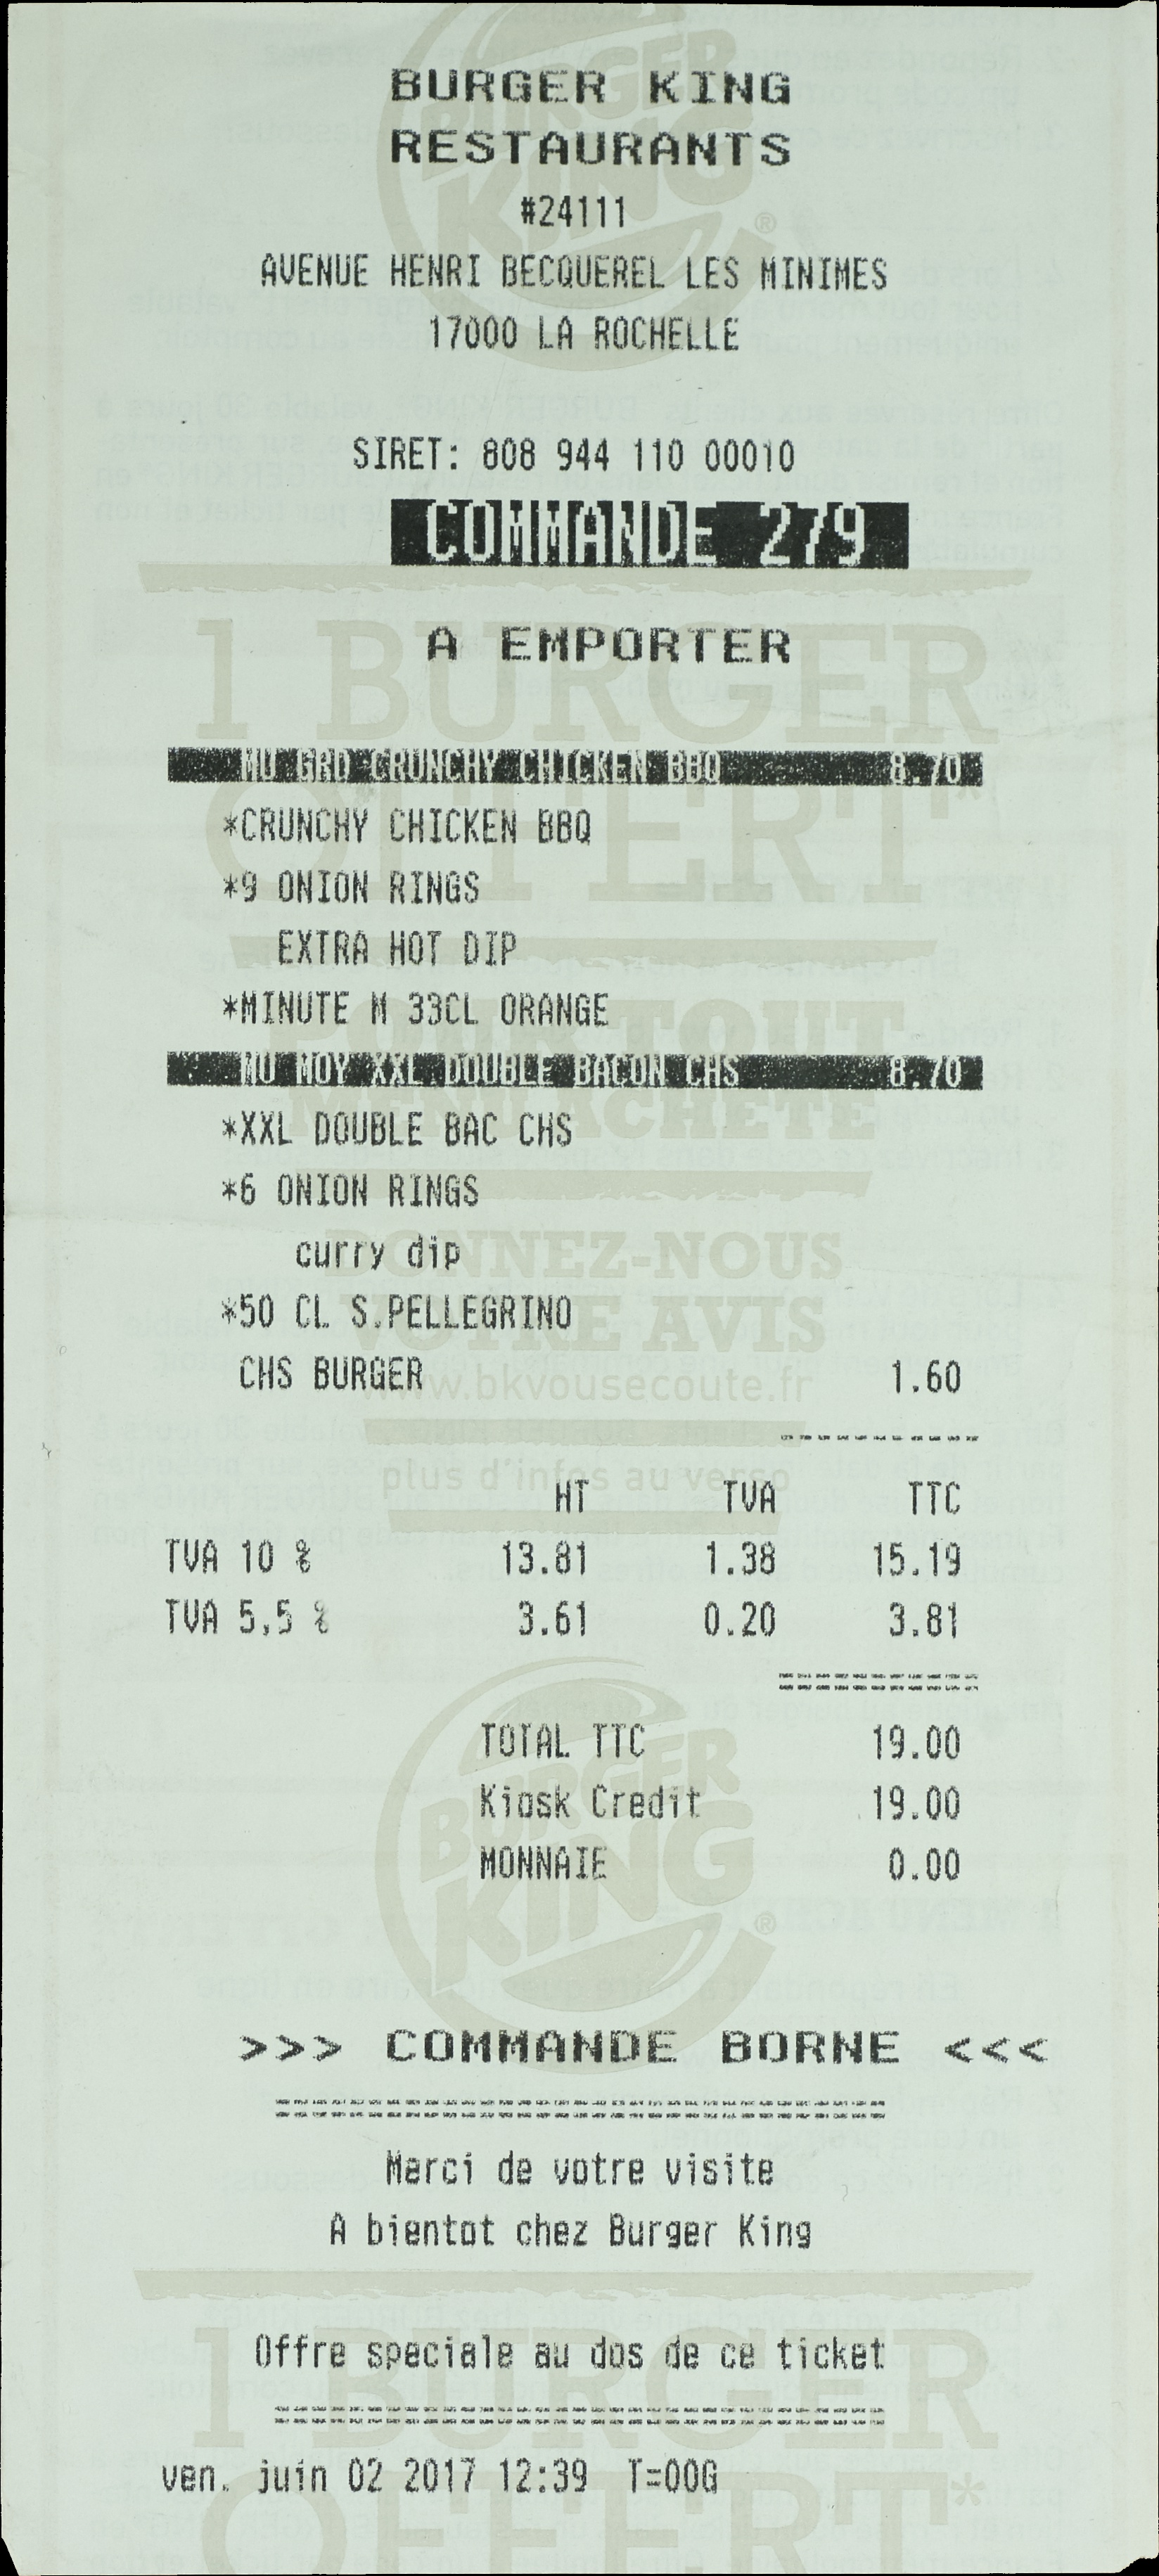 BURGER KING
RESTAURANTS
#24111
AVENUE HENRI BECQUEREL LES MINIMES
17000 LA ROCHELLE
SIRET: 808 944 110 00010
COMMANDE 279
A EMPORTER
1 BURGER
MU GRD CRUNCHY CHICKEN BBQ 8.70
OFFERT*
*CRUNCHY CHICKEN BBQ
*9 ONION RINGS
EXTRA HOT DIP
*MINUTE M 33CL ORANGE
POUR TOUT
MU MOY XXL DOUBLE BACON CHS 8.70
MENU ACHETÉ
*XXL DOUBLE BAC CHS
*6 ONION RINGS
curry dip
DONNEZ-NOUS
*50 CL S.PELLEGRINO
VOTRE AVIS
CHS BURGER 1.60
www.bkvousecoute.fr
plus d'infos au verso
HT TVA TTC
TVA 10 % 13.81 1.38 15.19
TVA 5,5 % 3.61 0.20 3.81
TOTAL TTC 19.00
Kiosk Credit 19.00
MONNAIE 0.00
BURGER
KING®
>>> COMMANDE BORNE <<<
Merci de votre visite
A bientot chez Burger King
Offre speciale au dos de ce ticket
1 BURGER
ven. juin 02 2017 12:39 T=00G
OFFERT*